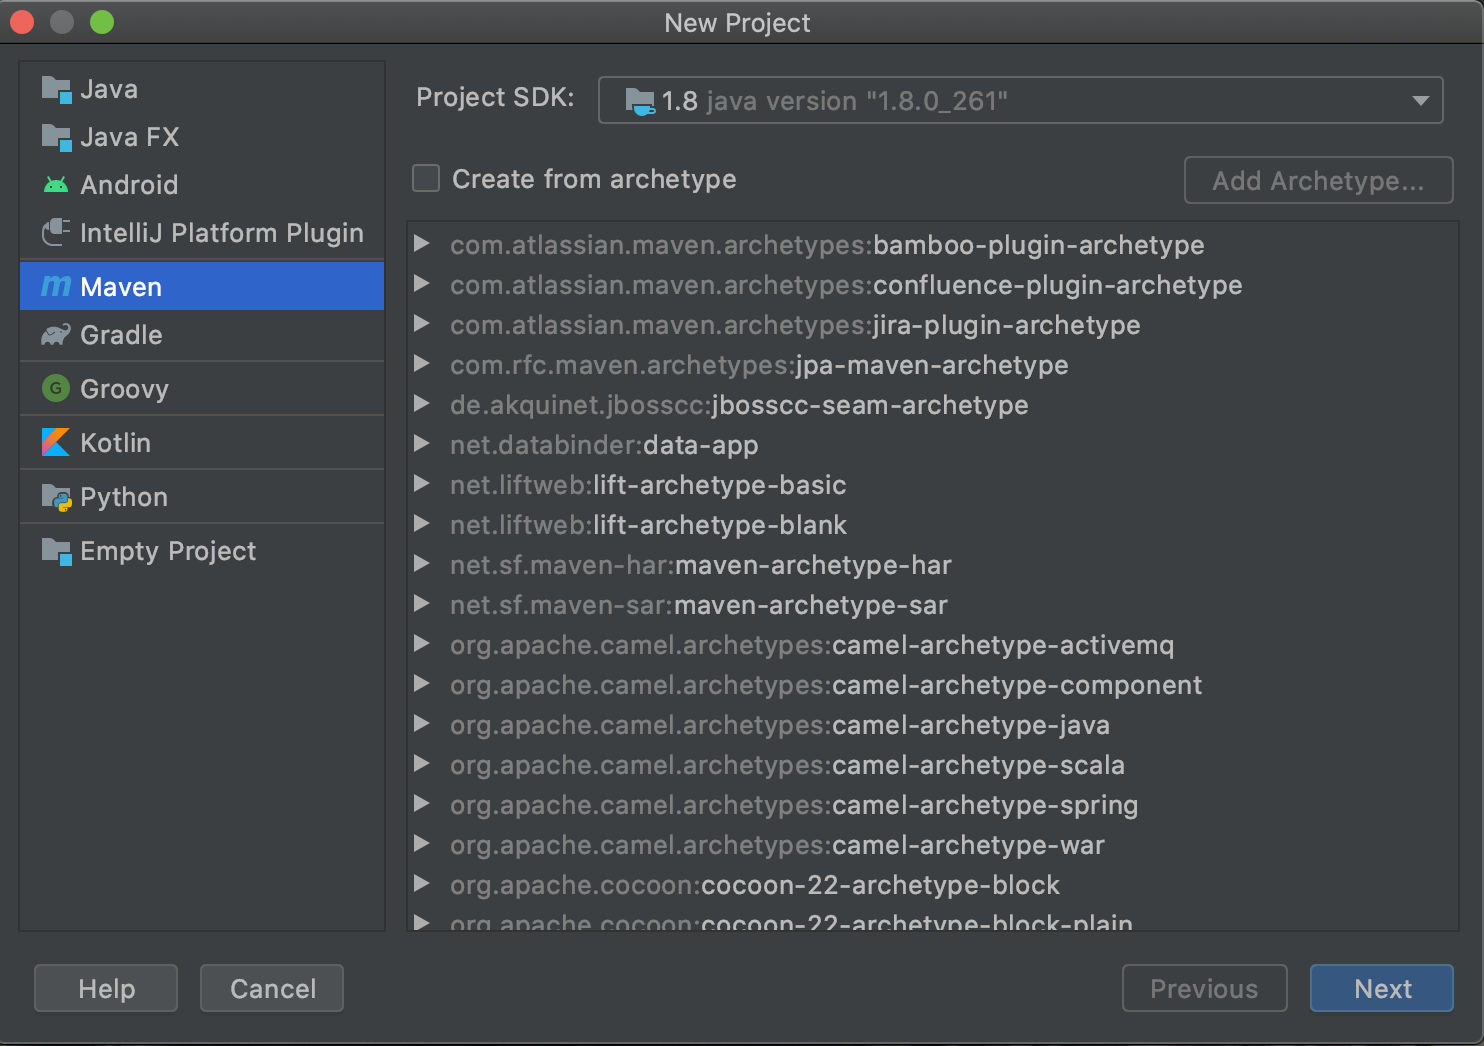 New Project
Java
Java FX
Android
IntelliJ Platform Plugin
Maven
Gradle
Groovy
Kotlin
Python
Empty Project
Project SDK: 1.8 java version "1.8.0_261"
Create from archetype
Add Archetype...
com.atlassian.maven.archetypes:bamboo-plugin-archetype
com.atlassian.maven.archetypes:confluence-plugin-archetype
com.atlassian.maven.archetypes:jira-plugin-archetype
com.rfc.maven.archetypes:jpa-maven-archetype
de.akquinet.jbosscc:jbosscc-seam-archetype
net.databinder:data-app
net.liftweb:lift-archetype-basic
net.liftweb:lift-archetype-blank
net.sf.maven-har:maven-archetype-har
net.sf.maven-sar:maven-archetype-sar
org.apache.camel.archetypes:camel-archetype-activemq
org.apache.camel.archetypes:camel-archetype-component
org.apache.camel.archetypes:camel-archetype-java
org.apache.camel.archetypes:camel-archetype-scala
org.apache.camel.archetypes:camel-archetype-spring
org.apache.camel.archetypes:camel-archetype-war
org.apache.cocoon:cocoon-22-archetype-block
org.apache.cocoon:cocoon-22-archetype-block-plain
Help
Cancel
Previous
Next